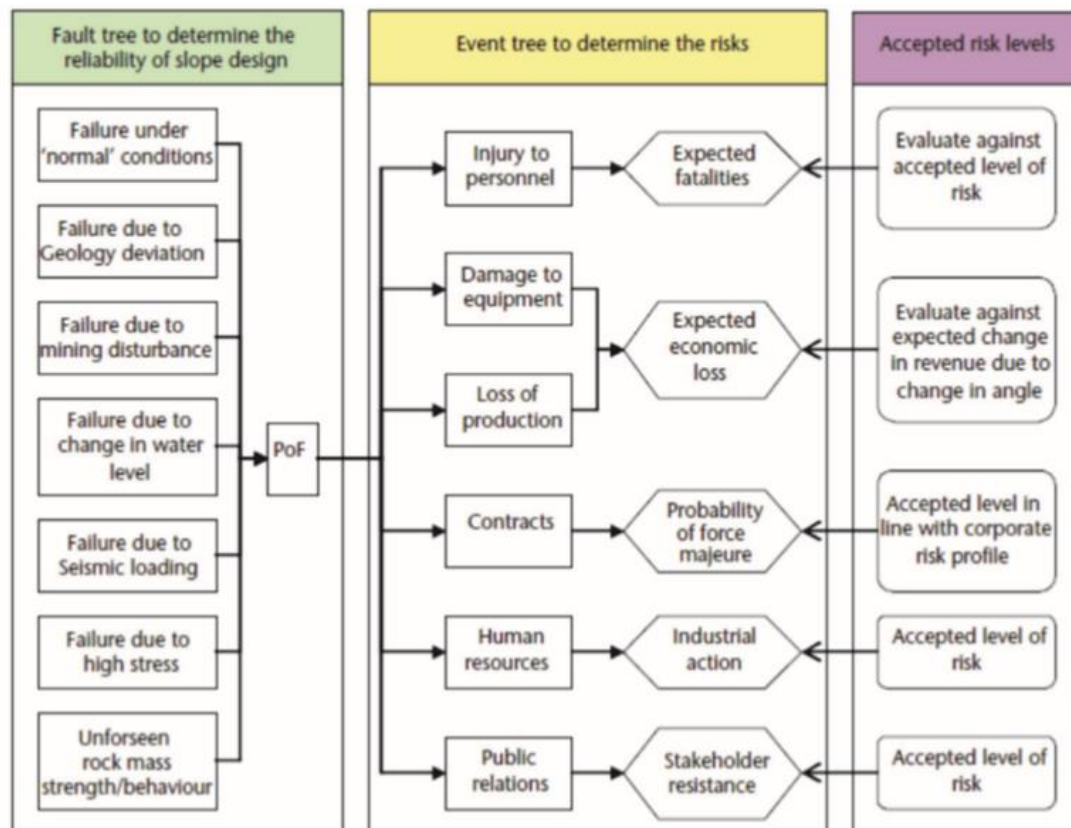 Fault tree to determine the
reliability of slope design
Failure under
‘normal’ conditions
Failure due to
Geology deviation
Failure due to
mining disturbance
Failure due to
change in water
level
Failure due to
Seismic loading
Failure due to
high stress
Unforseen
rock mass
strength/behaviour
PoF
Event tree to determine the risks
Injury to
personnel
Expected
fatalities
Damage to
equipment
Loss of
production
Expected
economic
loss
Contracts
Probability
of force
majeure
Human
resources
Industrial
action
Public
relations
Stakeholder
resistance
Accepted risk levels
Evaluate against
accepted level of
risk
Evaluate against
expected change
in revenue due to
change in angle
Accepted level in
line with corporate
risk profile
Accepted level of
risk
Accepted level of
risk